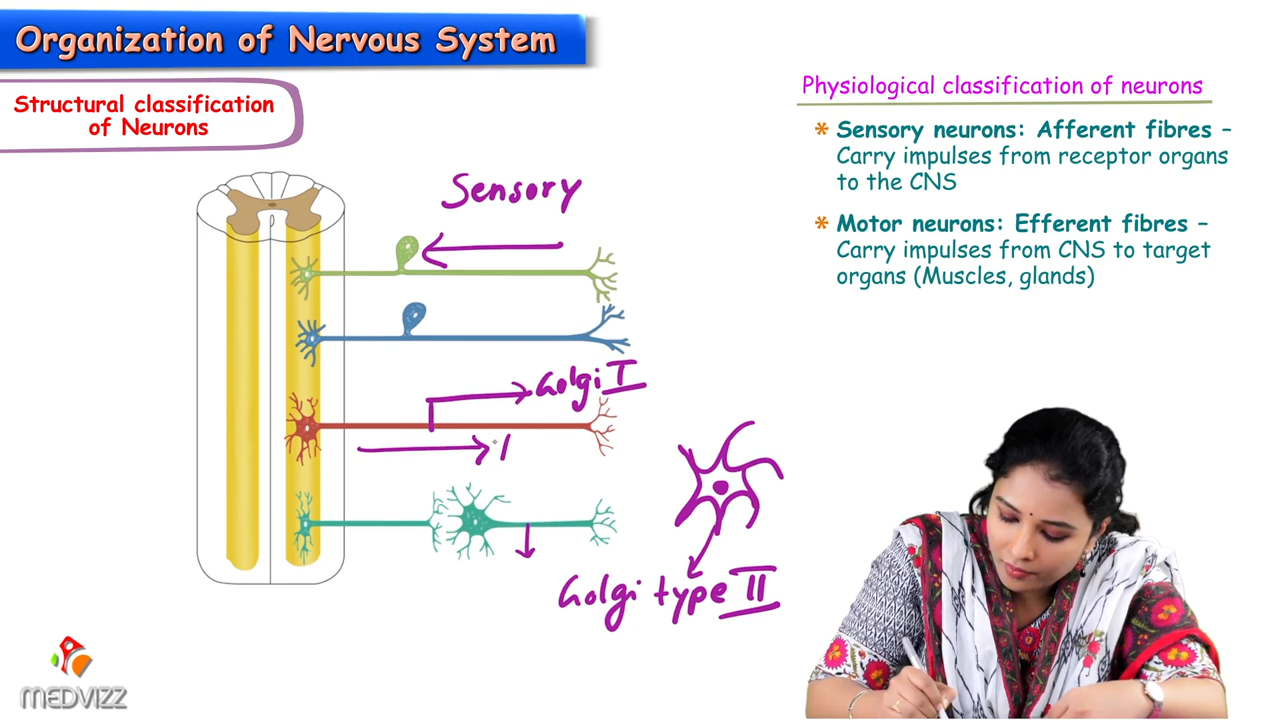 Organization of Nervous System
Structural classification
of Neurons
Physiological classification of neurons
* Sensory neurons: Afferent fibres –
Carry impulses from receptor organs
to the CNS
* Motor neurons: Efferent fibres –
Carry impulses from CNS to target
organs (Muscles, glands)
Sensory
Golgi I
Golgi type II
MEDVIZZ